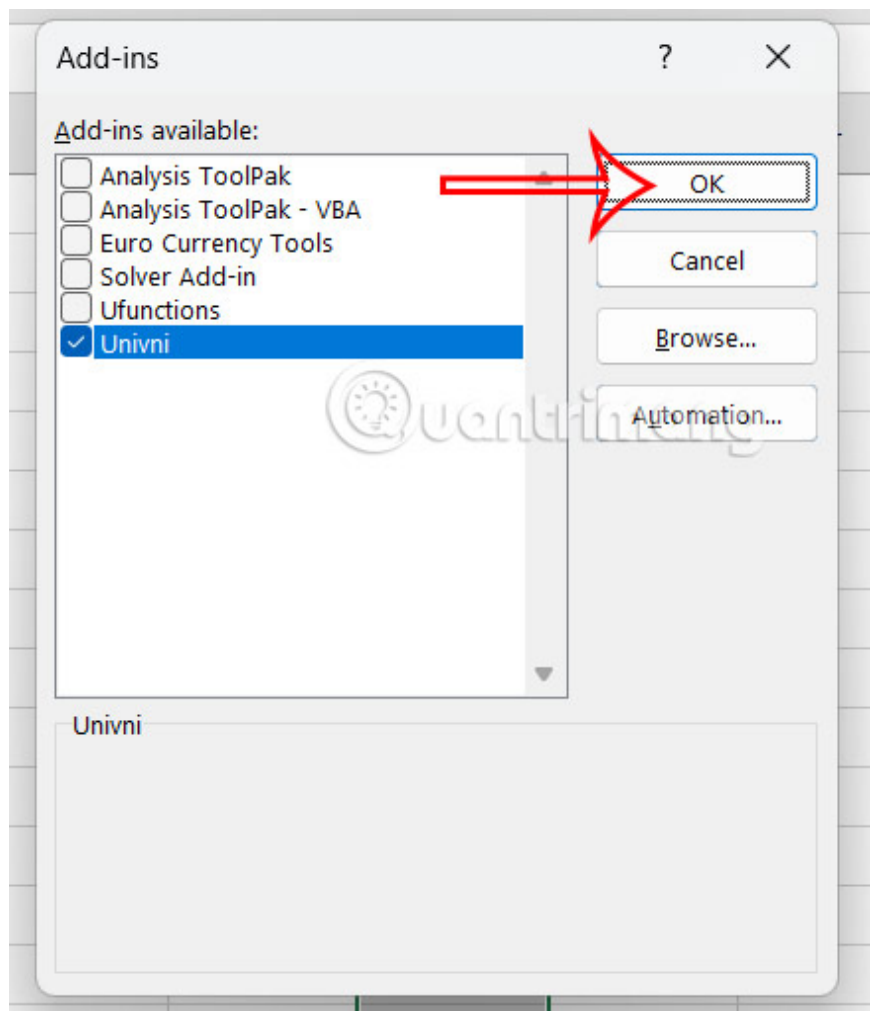 Add-ins
?
Add-ins available:
Analysis ToolPak
Analysis ToolPak - VBA
Euro Currency Tools
Solver Add-in
Ufunctions
Univni
OK
Cancel
Browse...
Automation...
Quantrimang
Univni